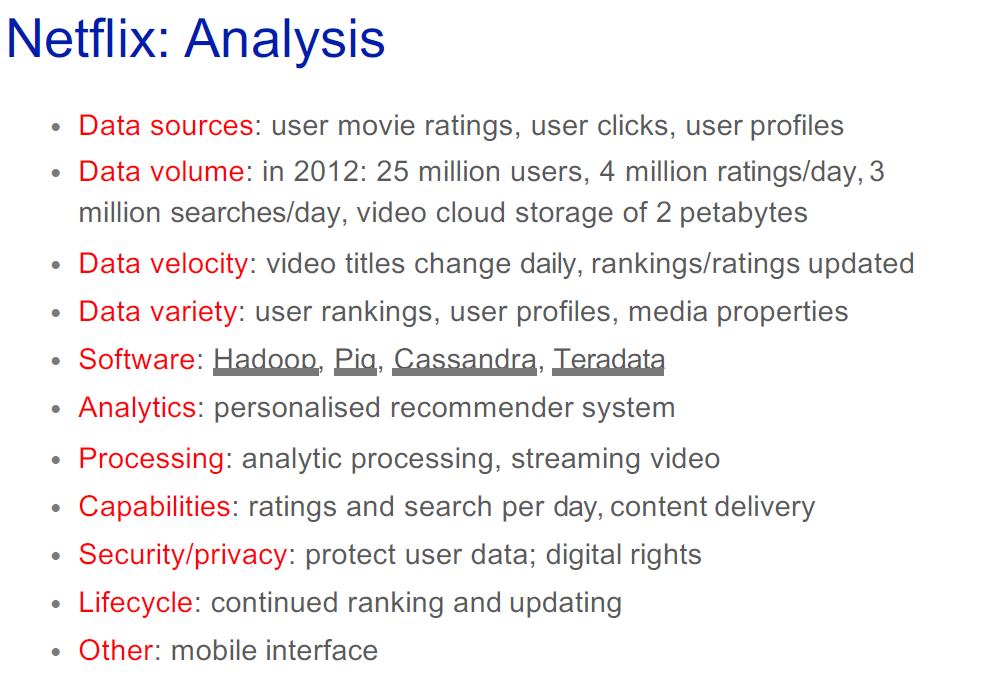 Netflix: Analysis
• Data sources: user movie ratings, user clicks, user profiles
• Data volume: in 2012: 25 million users, 4 million ratings/day, 3
million searches/day, video cloud storage of 2 petabytes
• Data velocity: video titles change daily, rankings/ratings updated
• Data variety: user rankings, user profiles, media properties
• Software: Hadoop, Pig, Cassandra, Teradata
• Analytics: personalised recommender system
• Processing: analytic processing, streaming video
• Capabilities: ratings and search per day, content delivery
• Security/privacy: protect user data; digital rights
• Lifecycle: continued ranking and updating
• Other: mobile interface